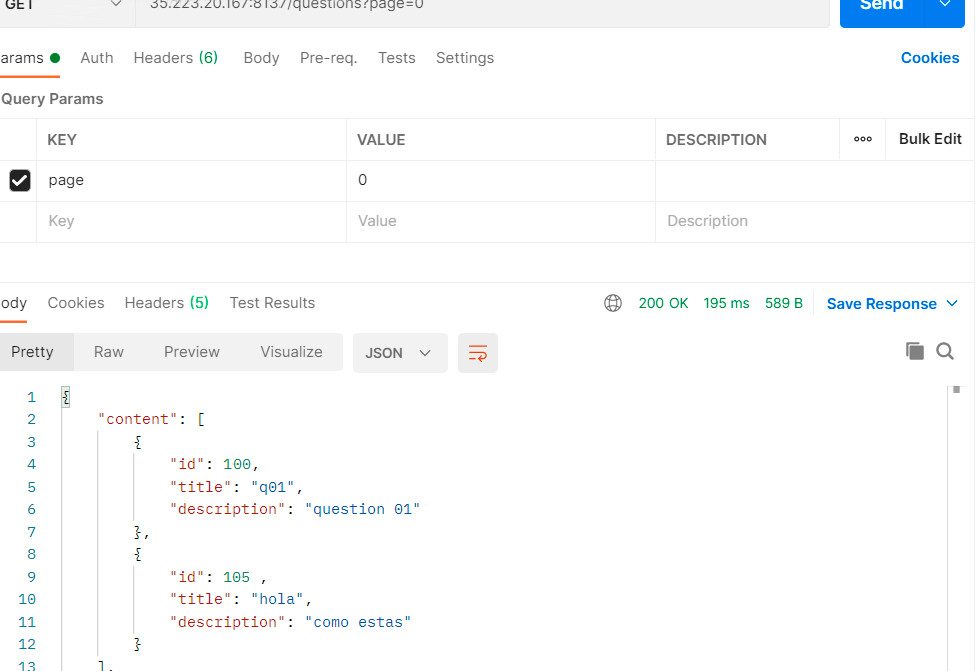 GET 35.223.20.167:8137/questions?page=0 Send
arams Auth Headers (6) Body Pre-req. Tests Settings Cookies
Query Params
KEY VALUE DESCRIPTION ooo Bulk Edit
page 0
Key Value Description
ody Cookies Headers (5) Test Results 200 OK 195 ms 589 B Save Response
Pretty Raw Preview Visualize JSON
1 {
2 "content": [
3 {
4 "id": 100,
5 "title": "q01",
6 "description": "question 01"
7 },
8 {
9 "id": 105 ,
10 "title": "hola",
11 "description": "como estas"
12 }
13 ],